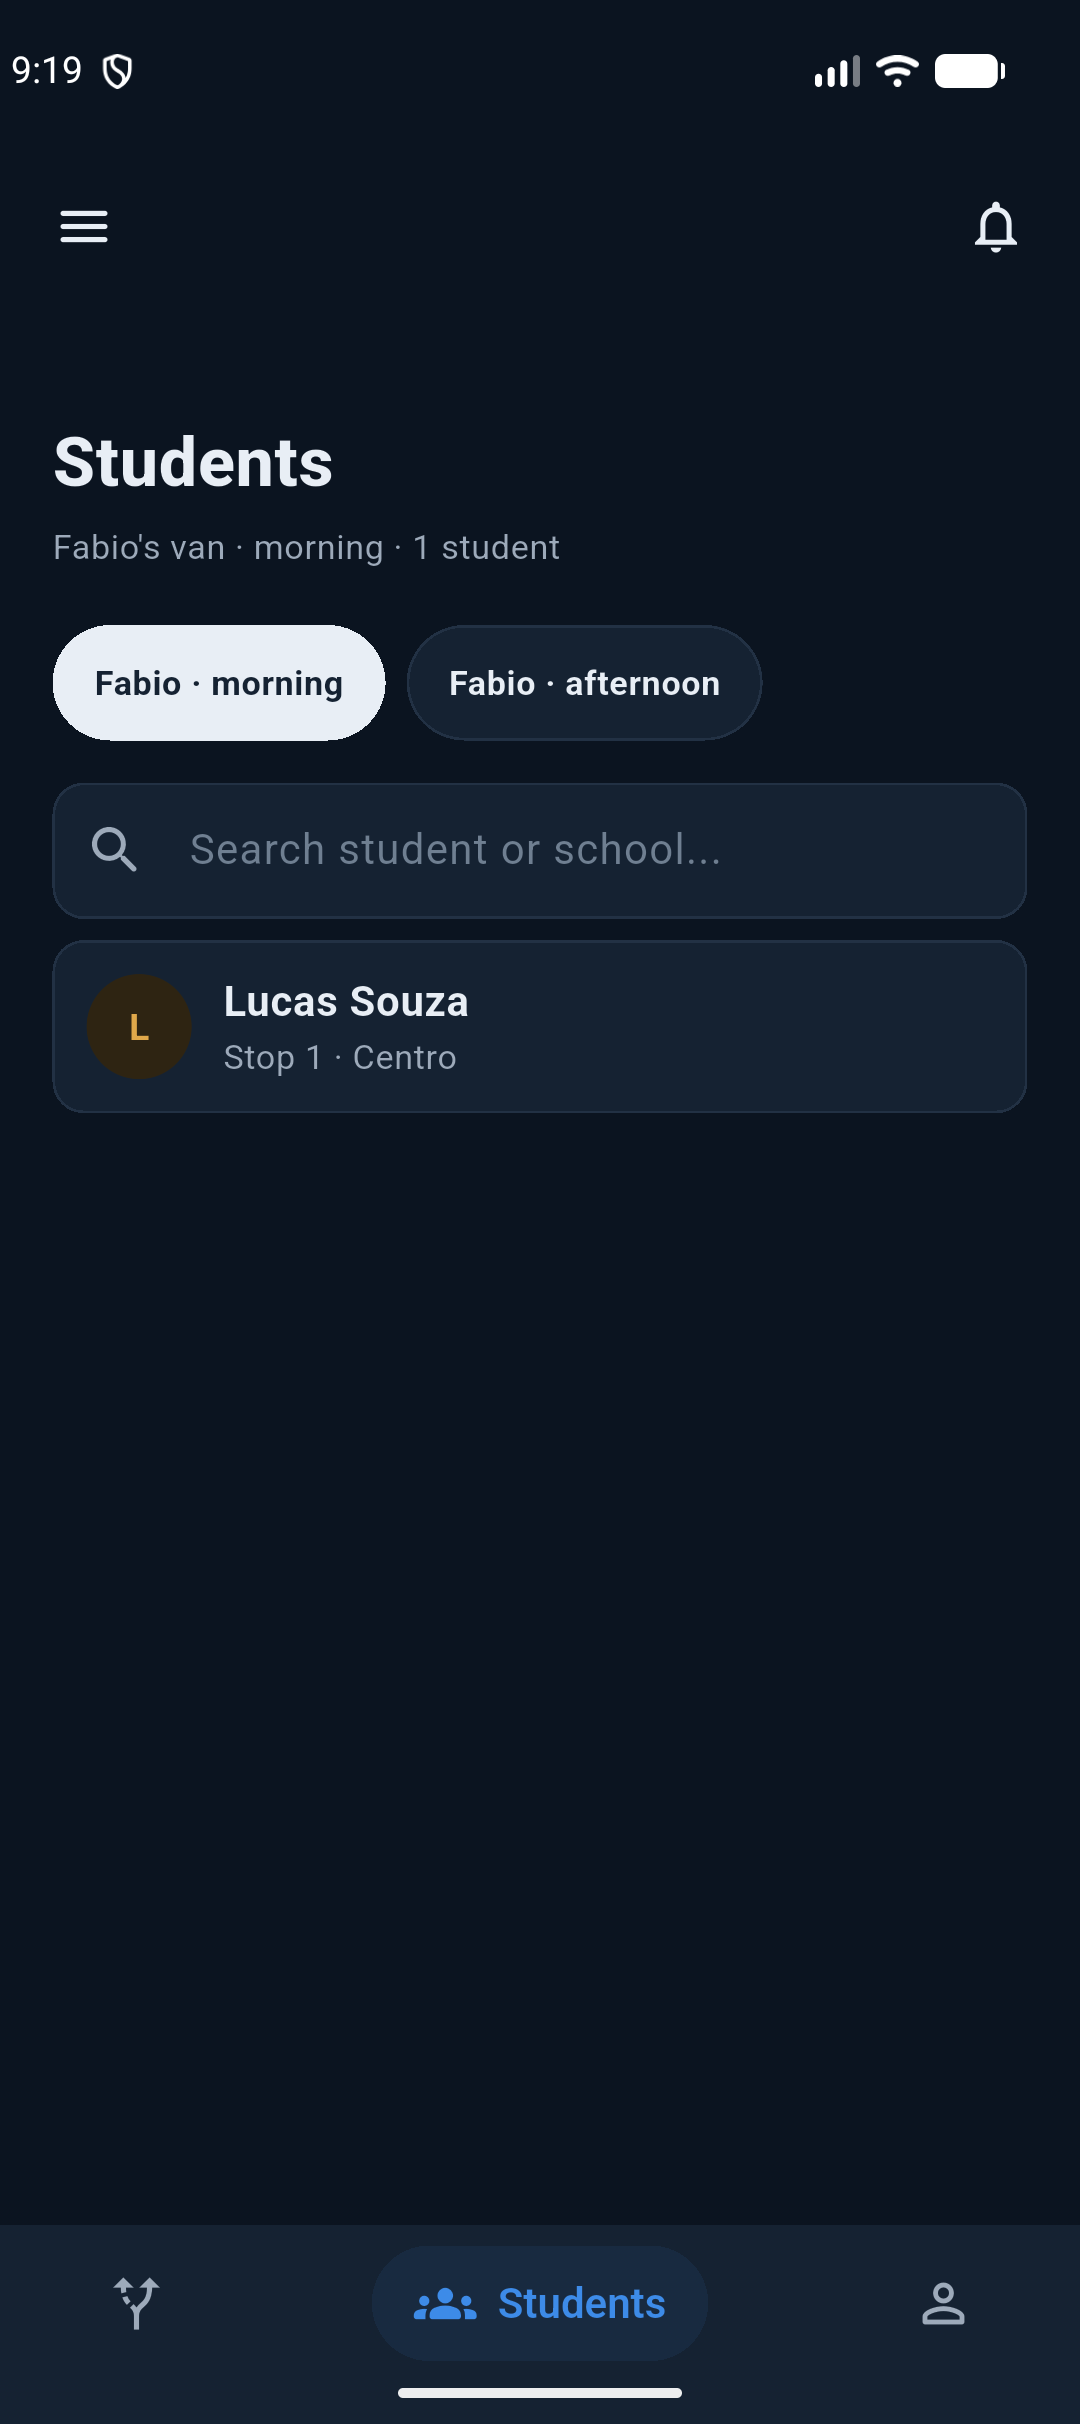 9:19
Students
Fabio's van · morning · 1 student
Fabio · morning
Fabio · afternoon
Search student or school...
L
Lucas Souza
Stop 1 · Centro
Students